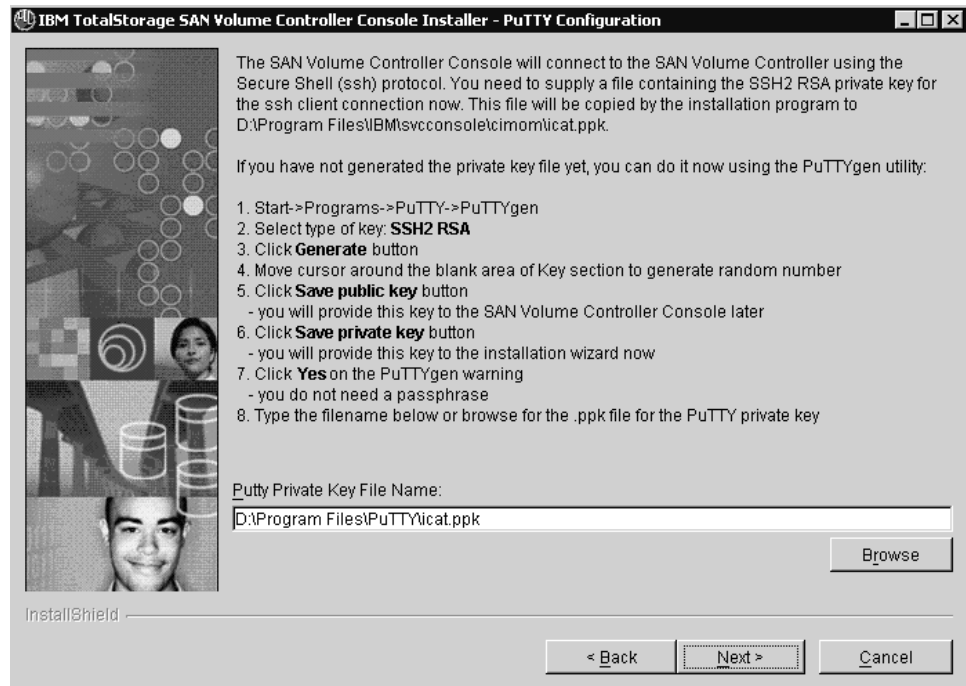 IBM TotalStorage SAN Volume Controller Console Installer - PuTTY Configuration
The SAN Volume Controller Console will connect to the SAN Volume Controller using the
Secure Shell (ssh) protocol. You need to supply a file containing the SSH2 RSA private key for
the ssh client connection now. This file will be copied by the installation program to
D:\Program Files\IBM\svcconsole\cimom\icat.ppk.
If you have not generated the private key file yet, you can do it now using the PuTTYgen utility:
1. Start->Programs->PuTTY->PuTTYgen
2. Select type of key: SSH2 RSA
3. Click Generate button
4. Move cursor around the blank area of Key section to generate random number
5. Click Save public key button
- you will provide this key to the SAN Volume Controller Console later
6. Click Save private key button
- you will provide this key to the installation wizard now
7. Click Yes on the PuTTYgen warning
- you do not need a passphrase
8. Type the filename below or browse for the .ppk file for the PuTTY private key
Putty Private Key File Name:
D:\Program Files\PuTTY\icat.ppk
Browse
InstallShield
< Back
Next >
Cancel